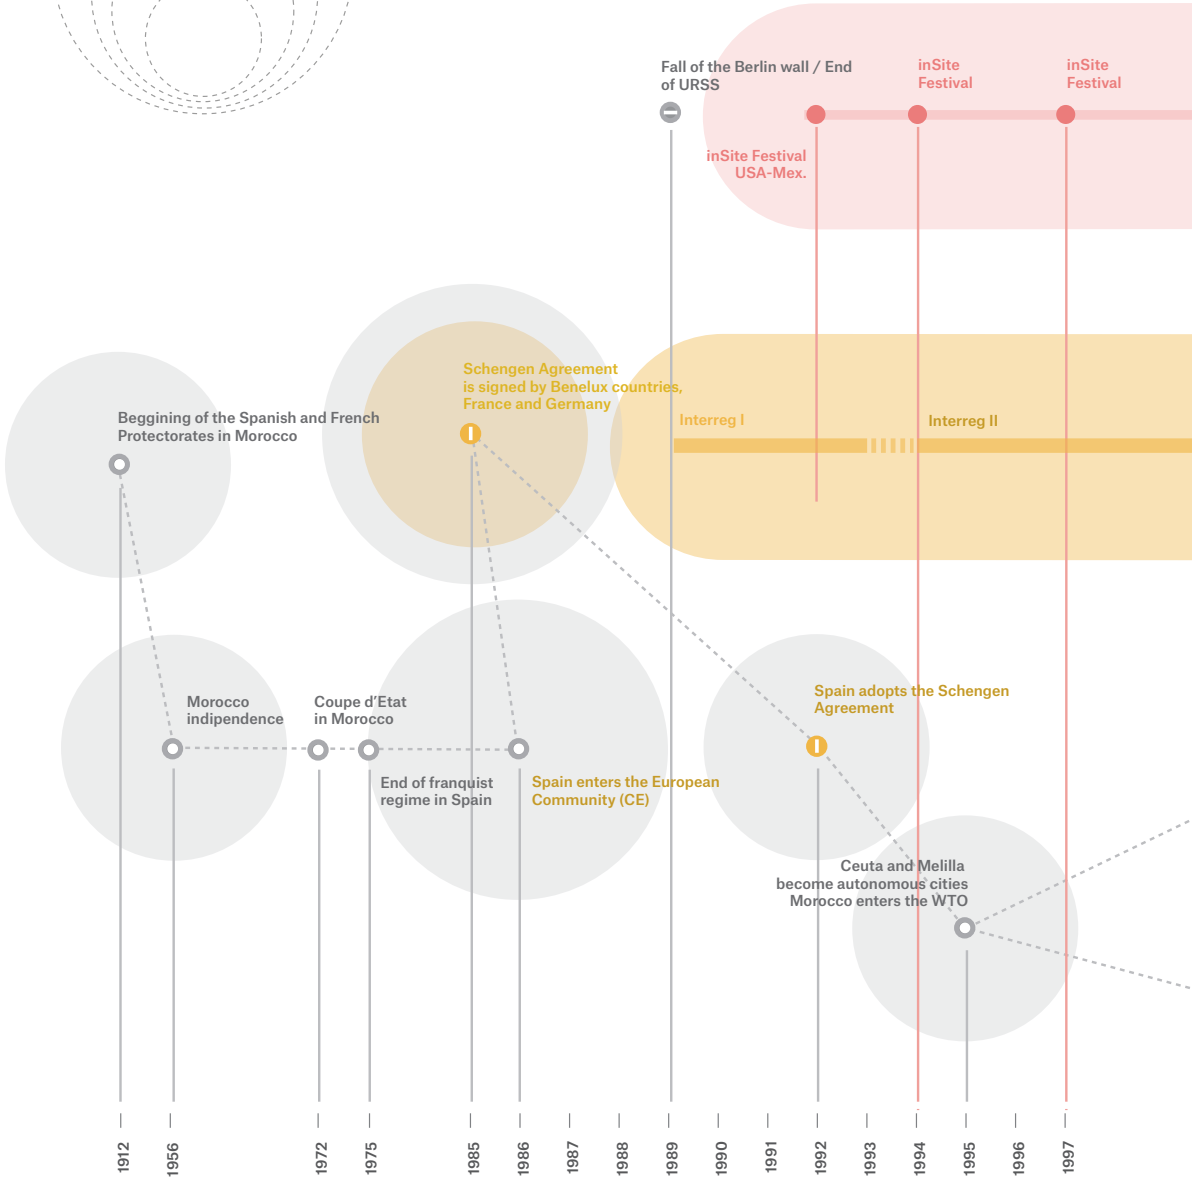 Fall of the Berlin wall / End
of URSS
inSite
Festival
inSite
Festival
inSite Festival
USA-Mex.
Schengen Agreement
is signed by Benelux countries,
France and Germany
Beggining of the Spanish and French
Protectorates in Morocco
Interreg I
Interreg II
Morocco
indipendence
Coupe d'Etat
in Morocco
Spain adopts the Schengen
Agreement
End of franquist
regime in Spain
Spain enters the European
Community (CE)
Ceuta and Melilla
become autonomous cities
Morocco enters the WTO
1912
1956
1972
1975
1985
1986
1987
1988
1989
1990
1991
1992
1993
1994
1995
1996
1997